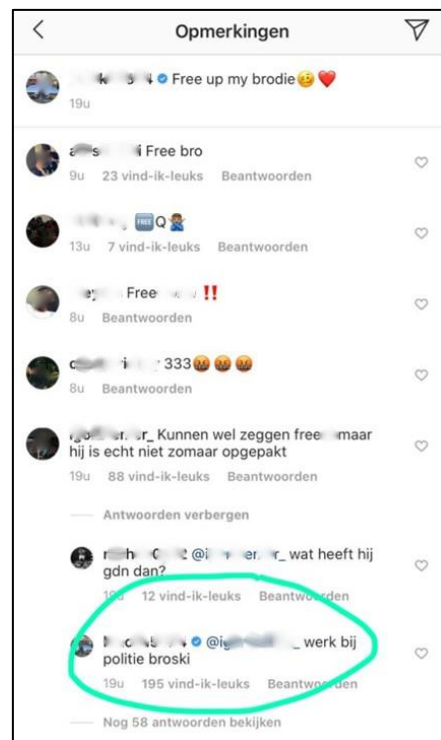 Opmerkingen
Free up my brodie🤕❤️
19u
Free bro
9u 23 vind-ik-leuks Beantwoorden
🆓Q🙅🏽‍♂️
13u 7 vind-ik-leuks Beantwoorden
Free ‼️
8u Beantwoorden
333🤬🤬🤬
8u Beantwoorden
Kunnen wel zeggen free maar
hij is echt niet zomaar opgepakt
19u 88 vind-ik-leuks Beantwoorden
Antwoorden verbergen
wat heeft hij
gdn dan?
12 vind-ik-leuks Beantwoorden
werk bij
politie broski
19u 195 vind-ik-leuks Beantwoorden
Nog 58 antwoorden bekijken